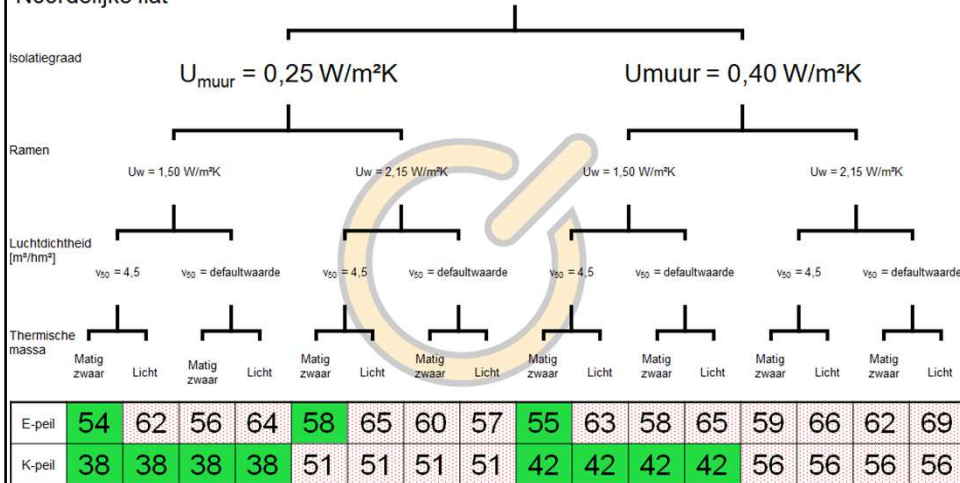 Noordelijke flat
Isolatiegraad
Umuur = 0,25 W/m²K Umuur = 0,40 W/m²K
Ramen
Uw = 1,50 W/m²K Uw = 2,15 W/m²K Uw = 1,50 W/m²K Uw = 2,15 W/m²K
Luchtdichtheid
[m³/hm²]
v50 = 4,5 v50 = defaultwaarde v50 = 4,5 v50 = defaultwaarde v50 = 4,5 v50 = defaultwaarde v50 = 4,5 v50 = defaultwaarde
Thermische
massa
Matig zwaar Licht Matig zwaar Licht Matig zwaar Licht Matig zwaar Licht Matig zwaar Licht Matig zwaar Licht Matig zwaar Licht Matig zwaar Licht
E-peil 54 62 56 64 58 65 60 57 55 63 58 65 59 66 62 69
K-peil 38 38 38 38 51 51 51 51 42 42 42 42 56 56 56 56